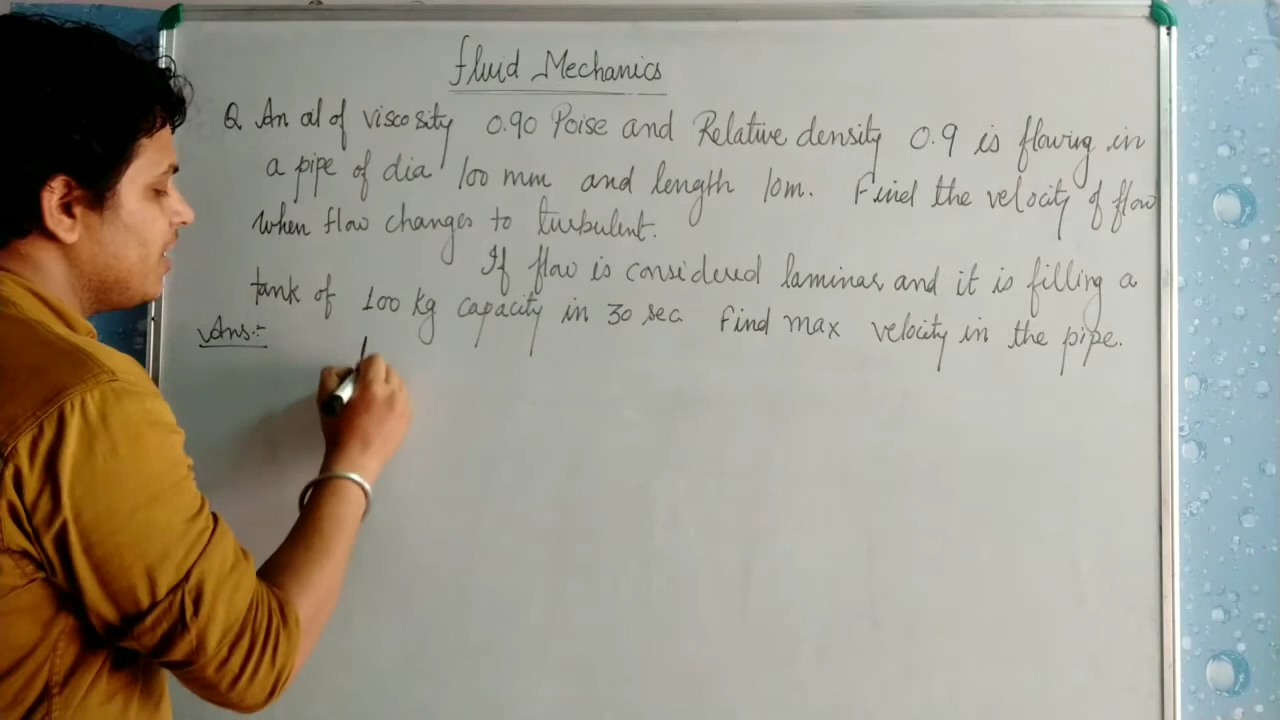 Fluid Mechanics
Q An oil of viscosity 0.90 Poise and Relative density 0.9 is flowing in
a pipe of dia 100 mm and length 10m. Find the velocity of flow
when flow changes to turbulent.
If flow is considered laminar and it is filling a
tank of 100 kg capacity in 30 sec. Find max velocity in the pipe.
Ans:-